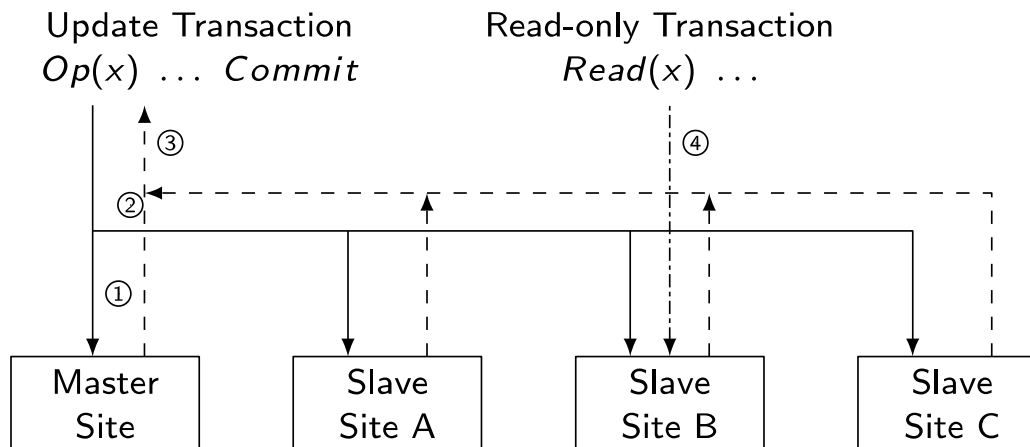 Update Transaction
Op(x) ... Commit
Read-only Transaction
Read(x) ...
③
④
②
①
Master
Site
Slave
Site A
Slave
Site B
Slave
Site C